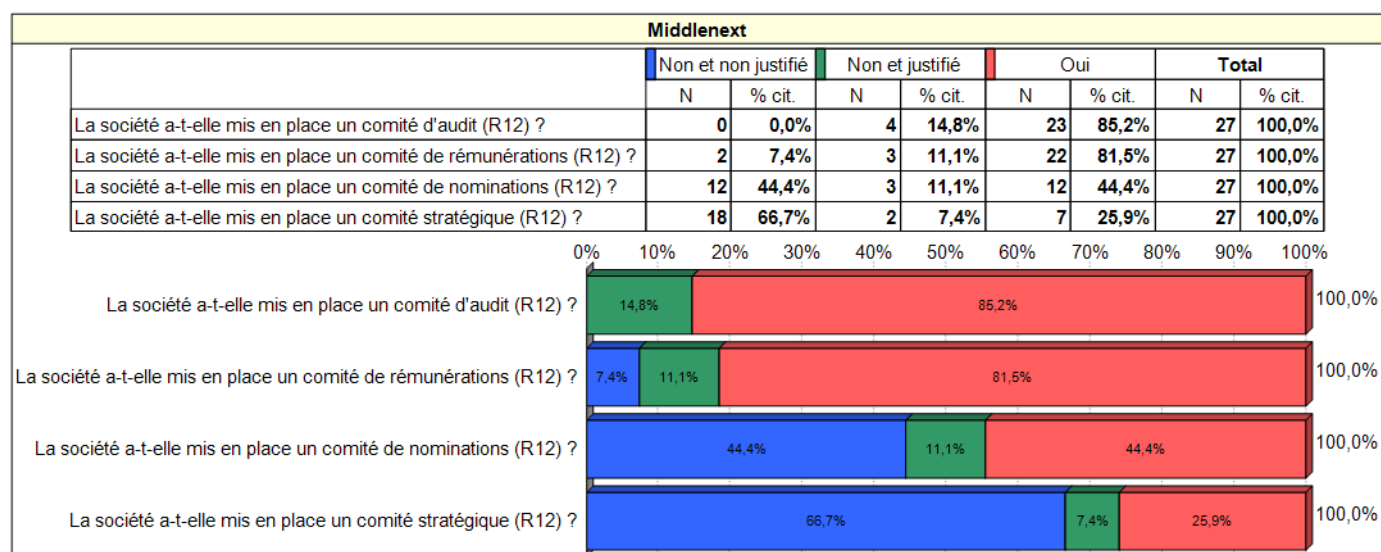 Middlenext
Non et non justifié Non et justifié Oui Total
N % cit. N % cit. N % cit. N % cit.
La société a-t-elle mis en place un comité d'audit (R12) ? 0 0,0% 4 14,8% 23 85,2% 27 100,0%
La société a-t-elle mis en place un comité de rémunérations (R12) ? 2 7,4% 3 11,1% 22 81,5% 27 100,0%
La société a-t-elle mis en place un comité de nominations (R12) ? 12 44,4% 3 11,1% 12 44,4% 27 100,0%
La société a-t-elle mis en place un comité stratégique (R12) ? 18 66,7% 2 7,4% 7 25,9% 27 100,0%
0% 10% 20% 30% 40% 50% 60% 70% 80% 90% 100%
La société a-t-elle mis en place un comité d'audit (R12) ? 14,8% 85,2% 100,0%
La société a-t-elle mis en place un comité de rémunérations (R12) ? 7,4% 11,1% 81,5% 100,0%
La société a-t-elle mis en place un comité de nominations (R12) ? 44,4% 11,1% 44,4% 100,0%
La société a-t-elle mis en place un comité stratégique (R12) ? 66,7% 7,4% 25,9% 100,0%